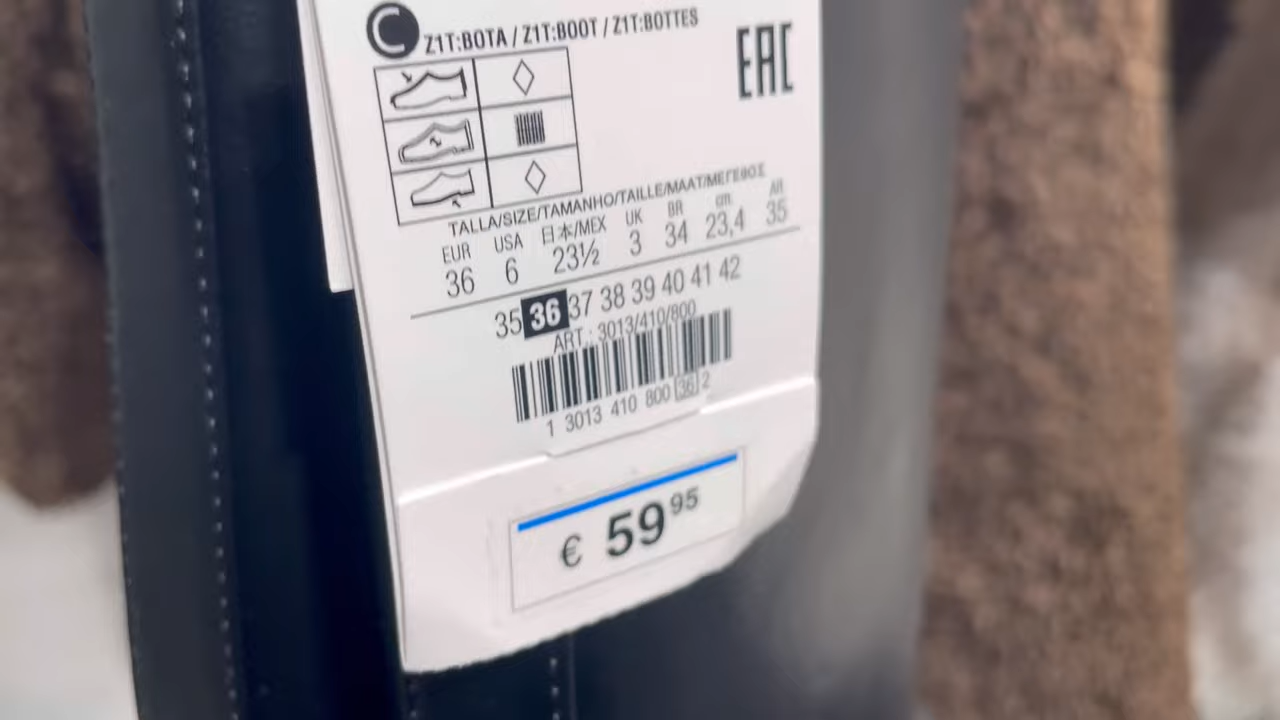 C Z1T:BOTA / Z1T:BOOT / Z1T:BOTTES
EAC
TALLA/SIZE/TAMANHO/TAILLE/MAAT/ΜΕΓΕΘΟΣ
EUR USA 日本/MEX UK BR cm AR
36 6 23½ 3 34 23,4 35
35 36 37 38 39 40 41 42
ART.: 3013/410/800
1 3013 410 800 36 2
€ 59 95